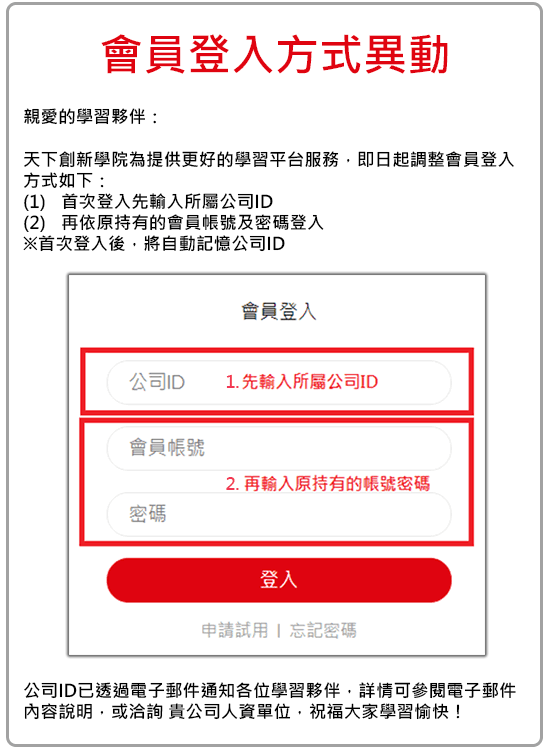 會員登入方式異動
親愛的學習夥伴：
天下創新學院為提供更好的學習平台服務，即日起調整會員登入
方式如下：
(1) 首次登入先輸入所屬公司ID
(2) 再依原持有的會員帳號及密碼登入
※首次登入後，將自動記憶公司ID
會員登入
公司ID 1.先輸入所屬公司ID
會員帳號
2. 再輸入原持有的帳號密碼
密碼
登入
申請試用 | 忘記密碼
公司ID已透過電子郵件通知各位學習夥伴，詳情可參閱電子郵件
內容說明，或洽詢 貴公司人資單位，祝福大家學習愉快！